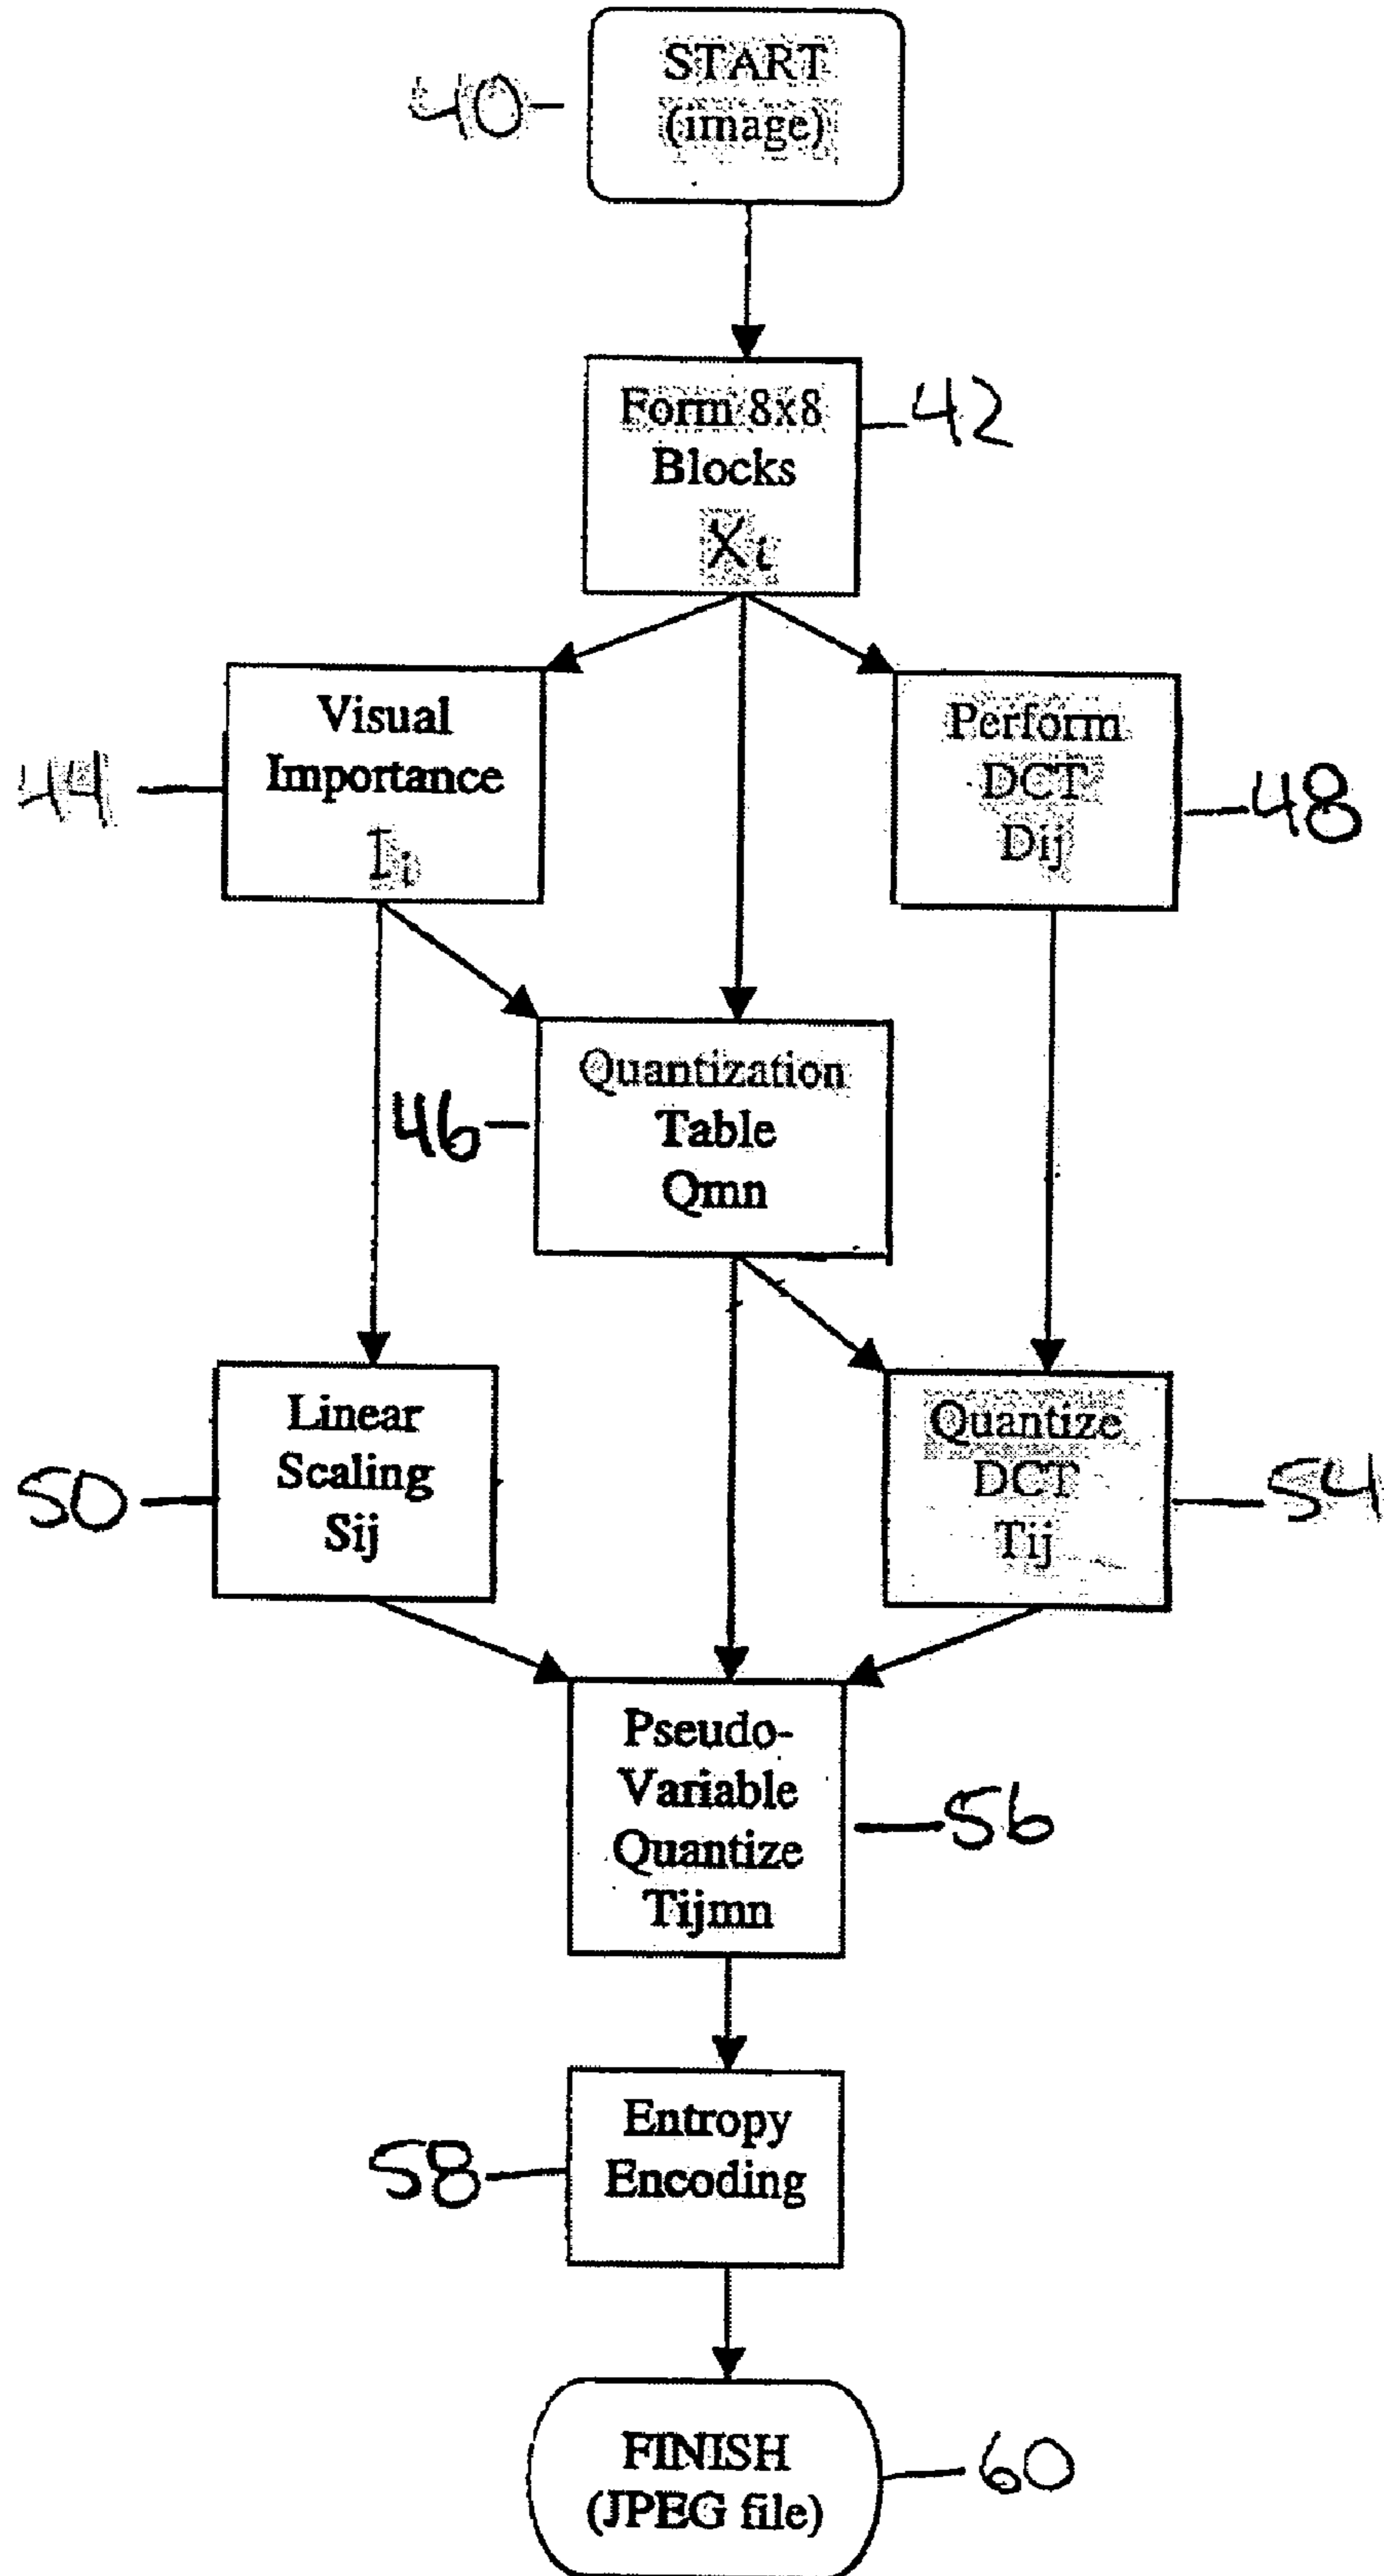 START
(image)
40
Form 8x8
Blocks
Xi
42
Visual
Importance
Ii
44
Perform
DCT
Dij
48
Quantization
Table
Qmn
46
Linear
Scaling
Sij
50
Quantize
DCT
Tij
54
Pseudo-
Variable
Quantize
Tijmn
56
Entropy
Encoding
58
FINISH
(JPEG file)
60